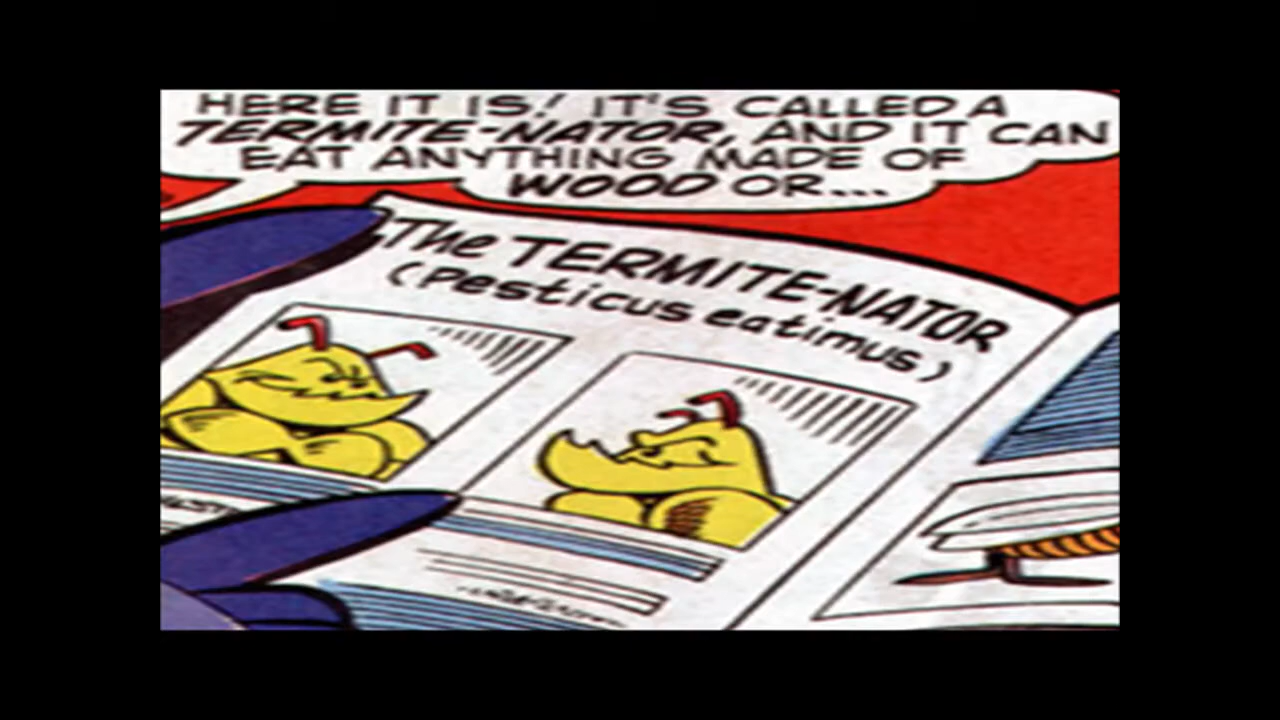 HERE IT IS! IT'S CALLED A
TERMITE-NATOR, AND IT CAN
EAT ANYTHING MADE OF
WOOD OR...
The TERMITE-NATOR
(Pesticus eatimus)